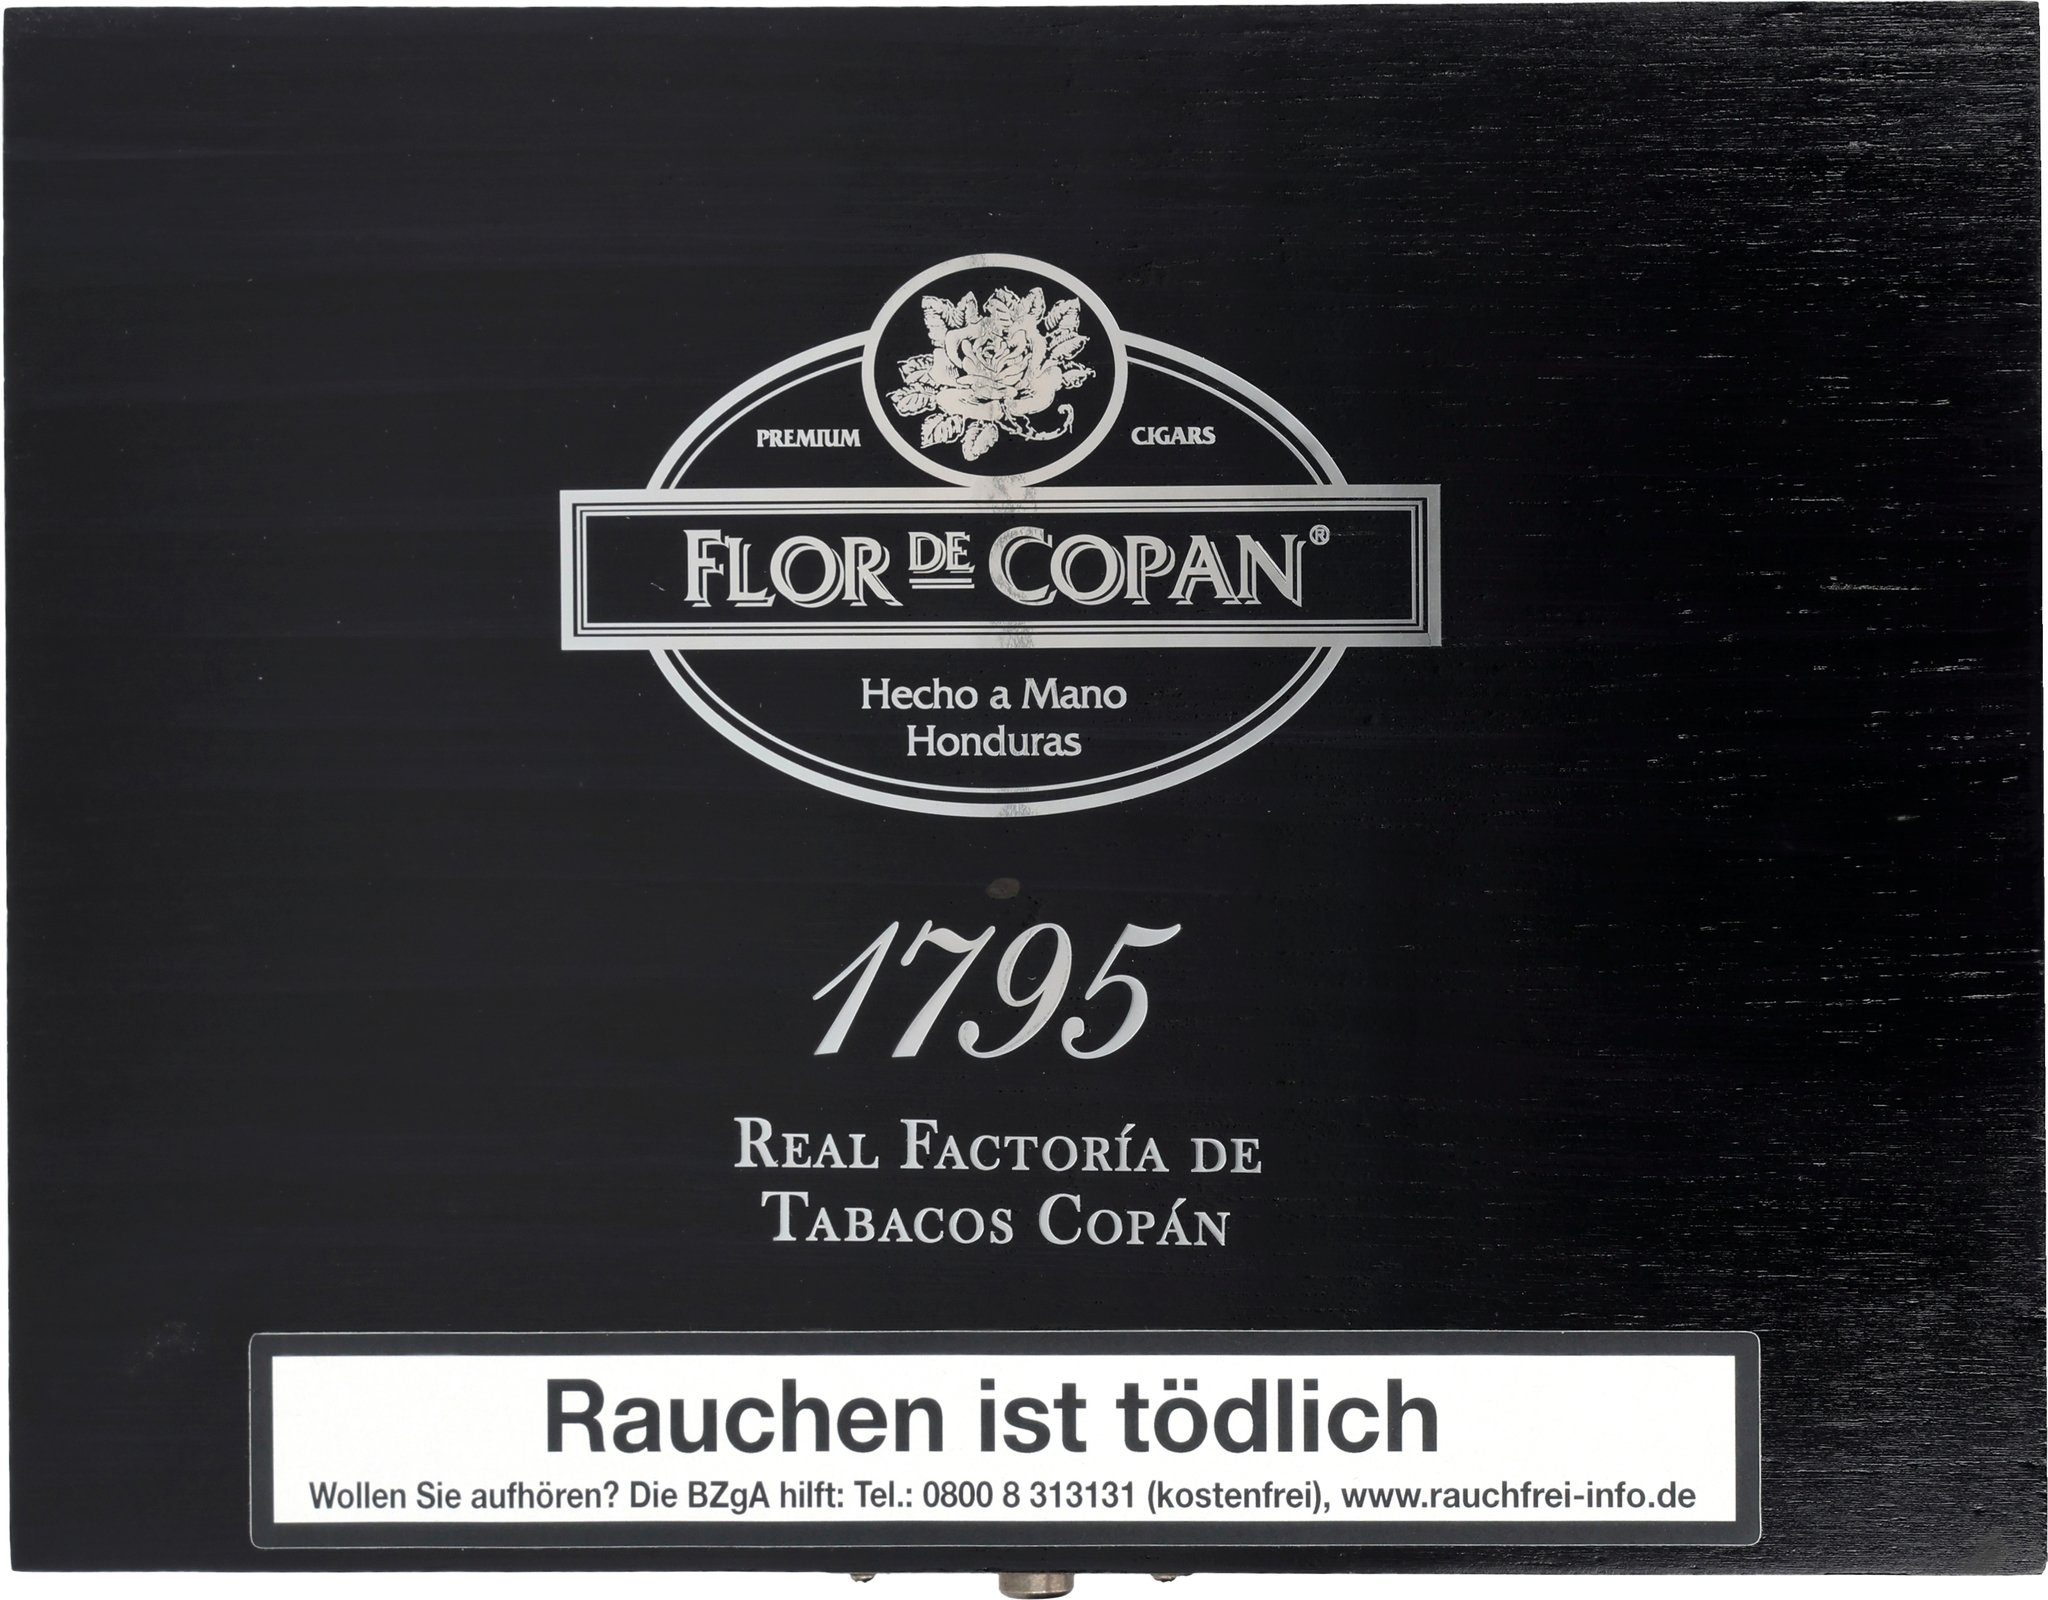 PREMIUM CIGARS
FLOR DE COPAN®
Hecho a Mano
Honduras
1795
REAL FACTORÍA DE
TABACOS COPÁN
Rauchen ist tödlich
Wollen Sie aufhören? Die BZgA hilft: Tel.: 0800 8 313131 (kostenfrei), www.rauchfrei-info.de